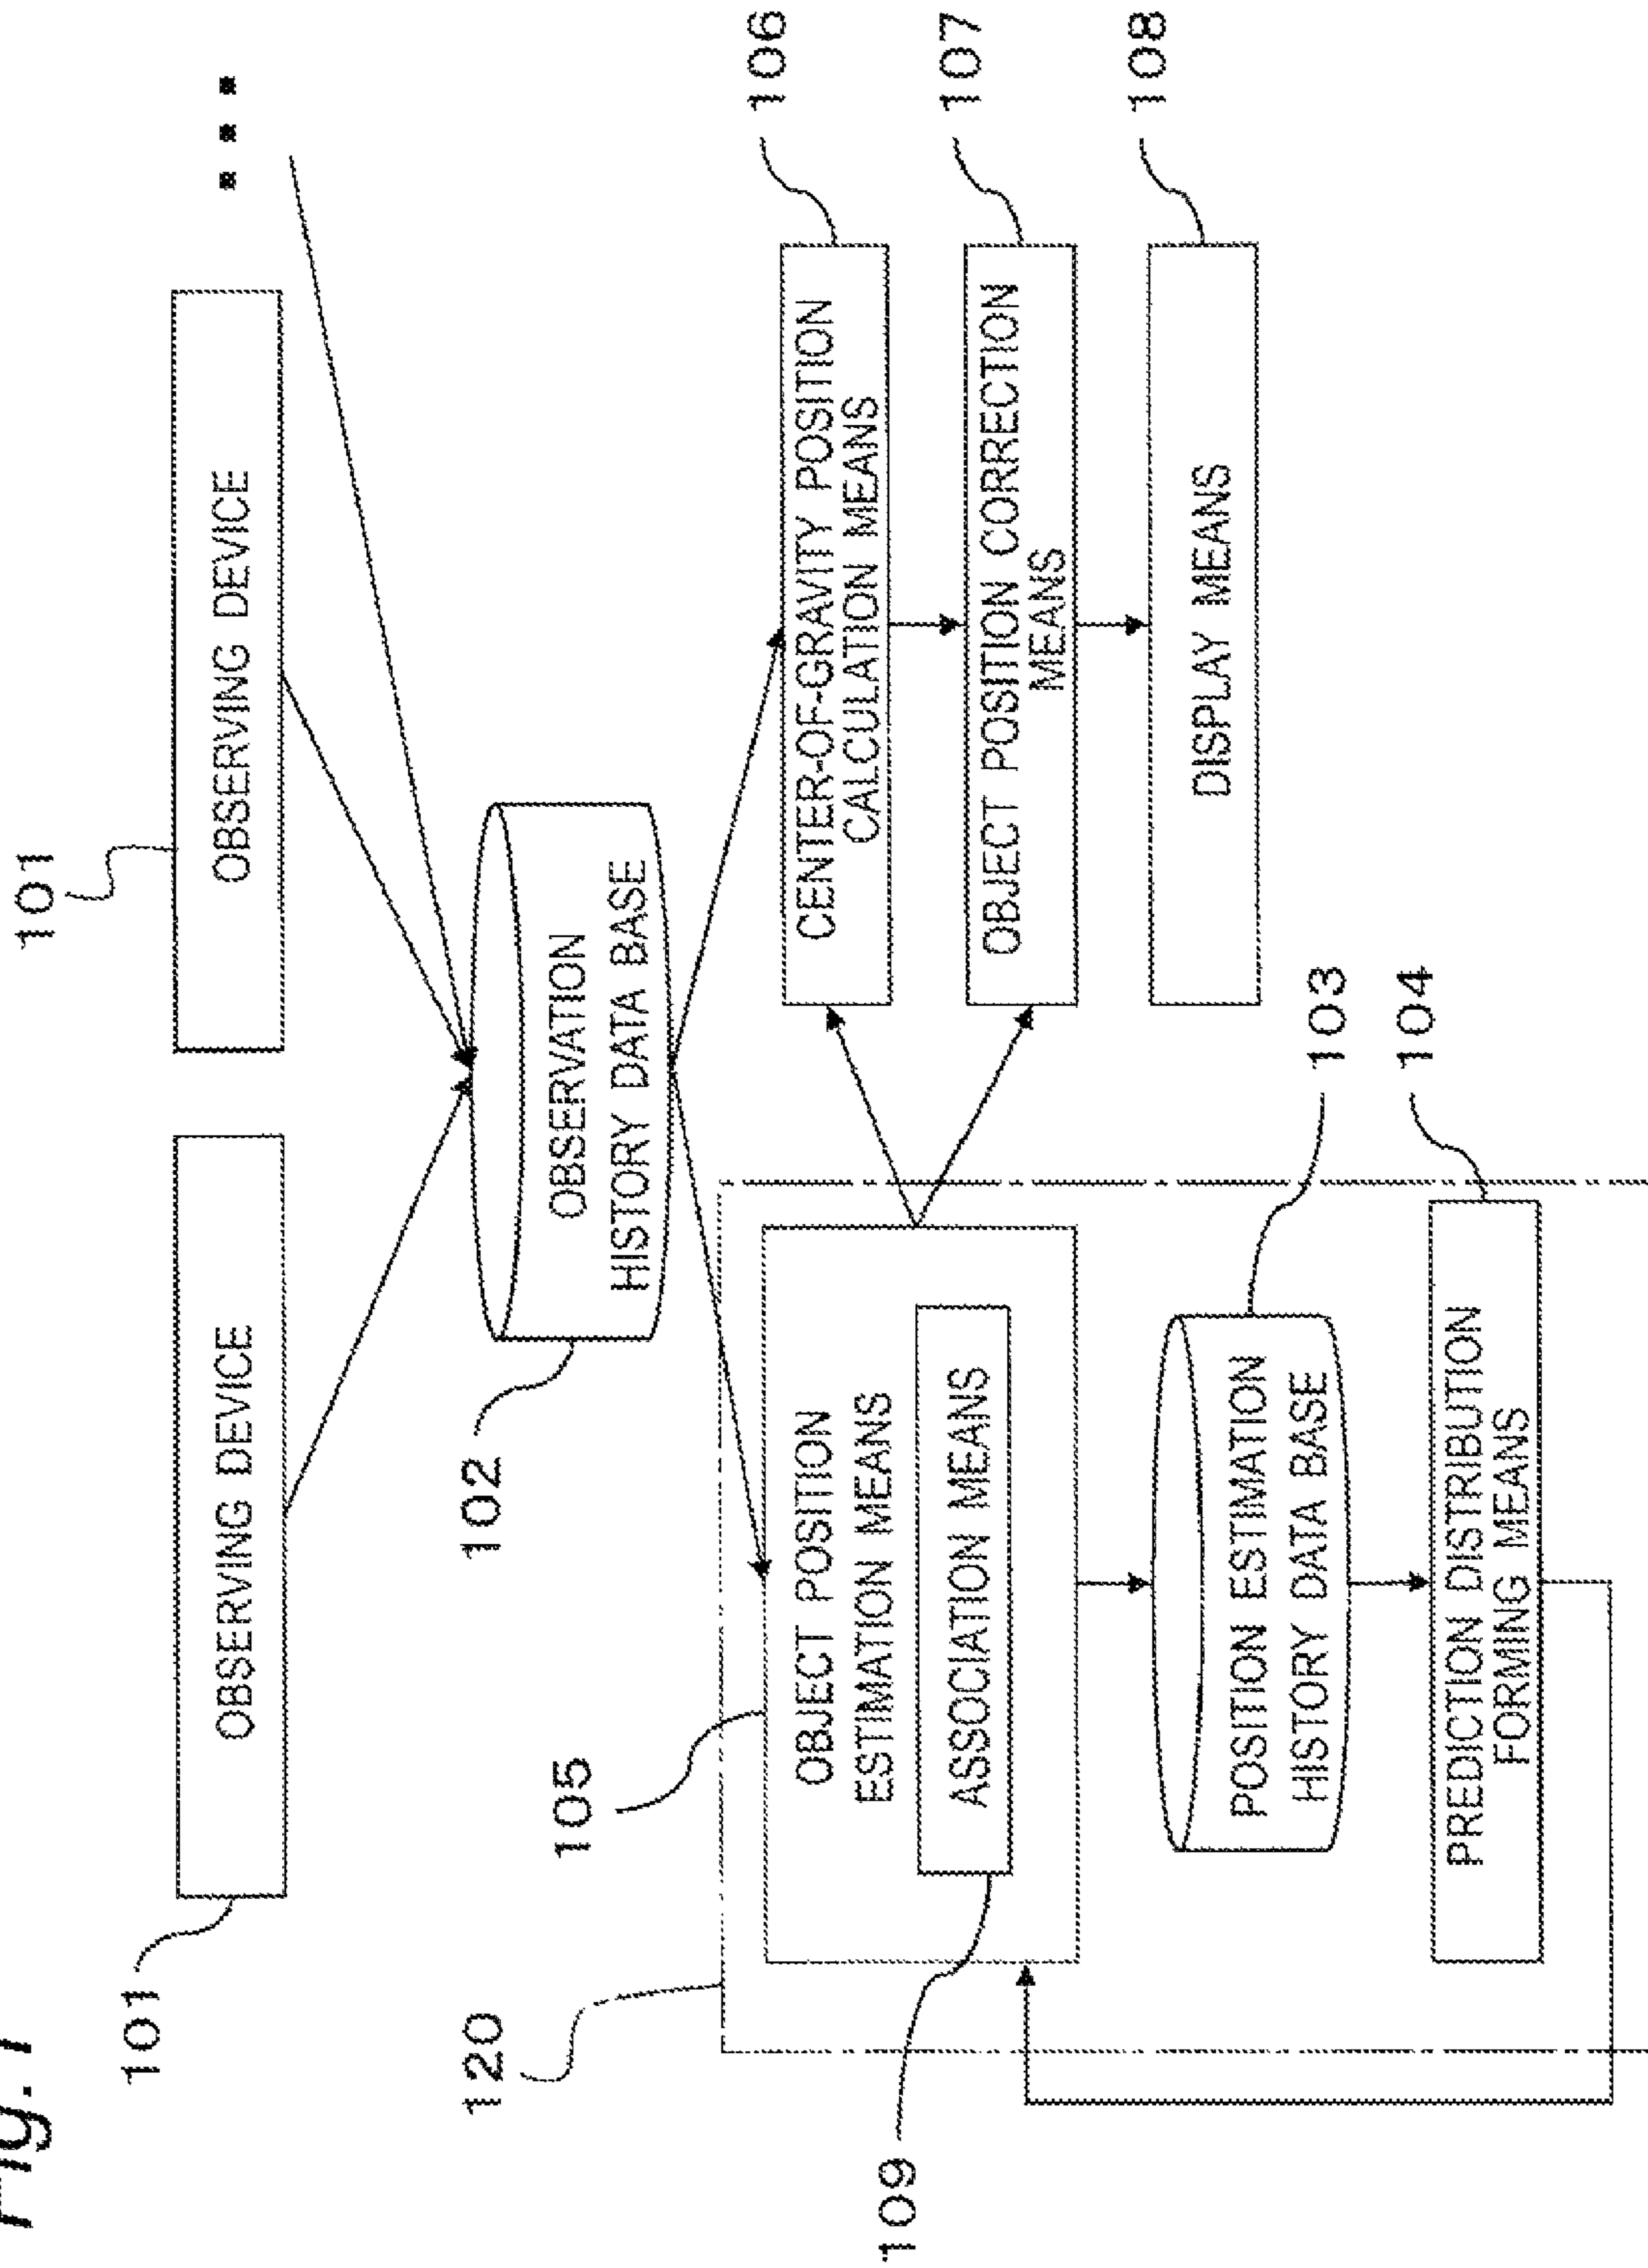 Fig.1
101
OBSERVING DEVICE
101
OBSERVING DEVICE
102
OBSERVATION
HISTORY DATA BASE
120
105
OBJECT POSITION
ESTIMATION MEANS
109
ASSOCIATION MEANS
103
POSITION ESTIMATION
HISTORY DATA BASE
104
PREDICTION DISTRIBUTION
FORMING MEANS
106
CENTER-OF-GRAVITY POSITION
CALCULATION MEANS
107
OBJECT POSITION CORRECTION
MEANS
108
DISPLAY MEANS